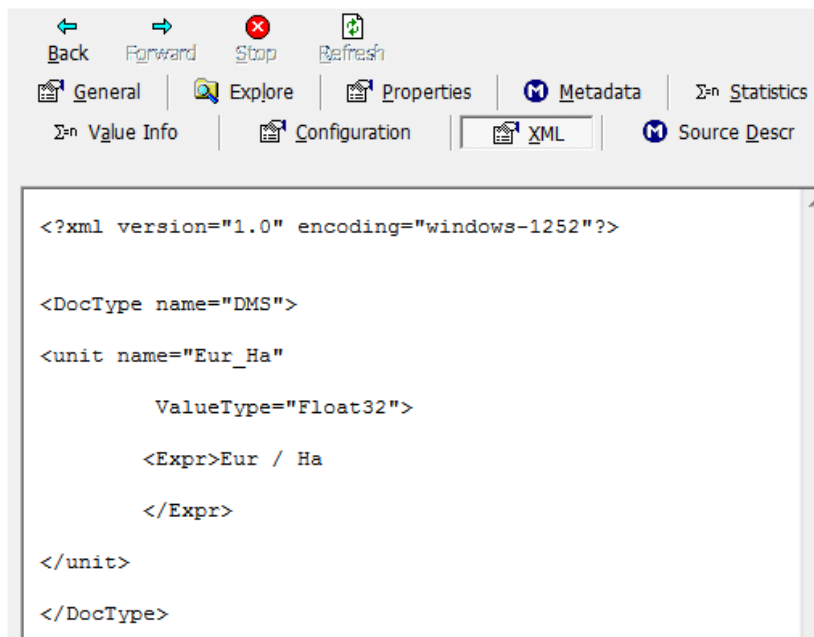 Back Forward Stop Refresh
General Explore Properties M Metadata Σ=n Statistics
Σ=n Value Info Configuration XML M Source Descr
<?xml version="1.0" encoding="windows-1252"?>
<DocType name="DMS">
<unit name="Eur_Ha"
ValueType="Float32">
<Expr>Eur / Ha
</Expr>
</unit>
</DocType>